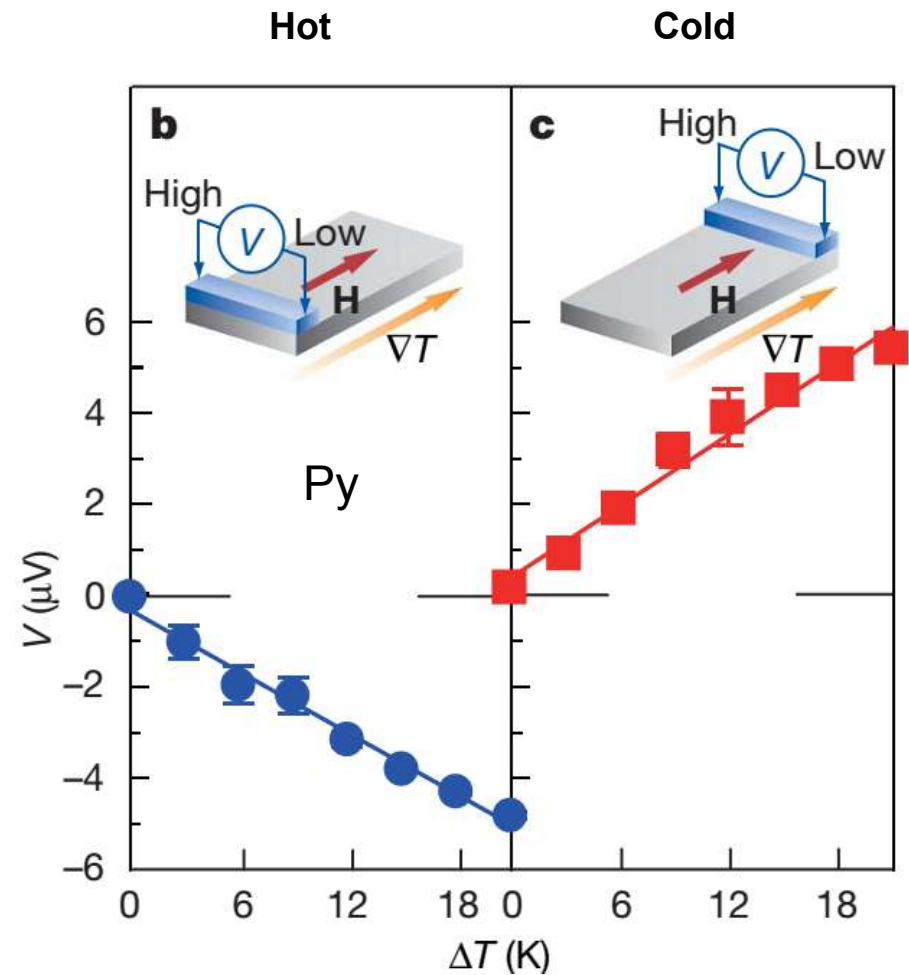 Hot Cold
b
High
V
Low
H
∇T
c
High
V
Low
H
∇T
Py
V (μV)
6
4
2
0
−2
−4
−6
0 6 12 18 0 6 12 18
ΔT (K)